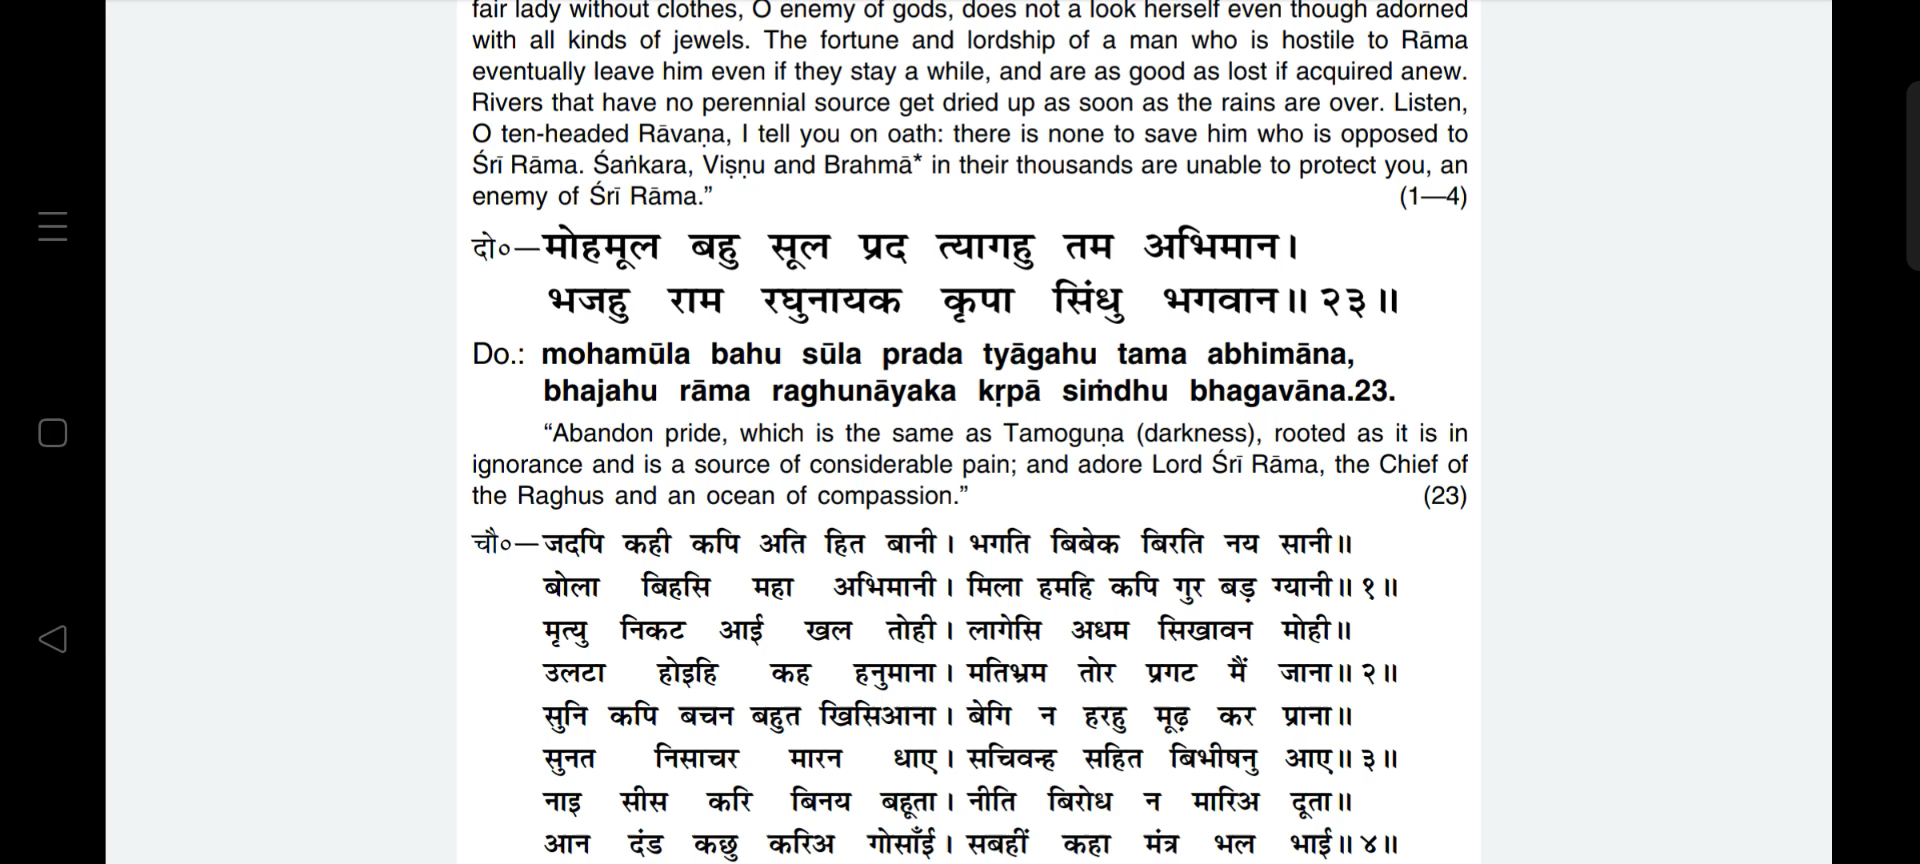 fair lady without clothes, O enemy of gods, does not a look herself even though adorned
with all kinds of jewels. The fortune and lordship of a man who is hostile to Rāma
eventually leave him even if they stay a while, and are as good as lost if acquired anew.
Rivers that have no perennial source get dried up as soon as the rains are over. Listen,
O ten-headed Rāvaṇa, I tell you on oath: there is none to save him who is opposed to
Śrī Rāma. Śaṅkara, Viṣṇu and Brahmā* in their thousands are unable to protect you, an
enemy of Śrī Rāma.” (1—4)
दो०—मोहमूल बहु सूल प्रद त्यागहु तम अभिमान।
भजहु राम रघुनायक कृपा सिंधु भगवान॥ २३॥
Do.: mohamūla bahu sūla prada tyāgahu tama abhimāna,
bhajahu rāma raghunāyaka kṛpā siṁdhu bhagavāna.23.
“Abandon pride, which is the same as Tamoguṇa (darkness), rooted as it is in
ignorance and is a source of considerable pain; and adore Lord Śrī Rāma, the Chief of
the Raghus and an ocean of compassion.” (23)
चौ०—जदपि कही कपि अति हित बानी। भगति बिबेक बिरति नय सानी॥
बोला बिहसि महा अभिमानी। मिला हमहि कपि गुर बड़ ग्यानी॥ १॥
मृत्यु निकट आई खल तोही। लागेसि अधम सिखावन मोही॥
उलटा होइहि कह हनुमाना। मतिभ्रम तोर प्रगट मैं जाना॥ २॥
सुनि कपि बचन बहुत खिसिआना। बेगि न हरहु मूढ़ कर प्राना॥
सुनत निसाचर मारन धाए। सचिवन्ह सहित बिभीषनु आए॥ ३॥
नाइ सीस करि बिनय बहूता। नीति बिरोध न मारिअ दूता॥
आन दंड कछु करिअ गोसाँई। सबहीं कहा मंत्र भल भाई॥ ४॥